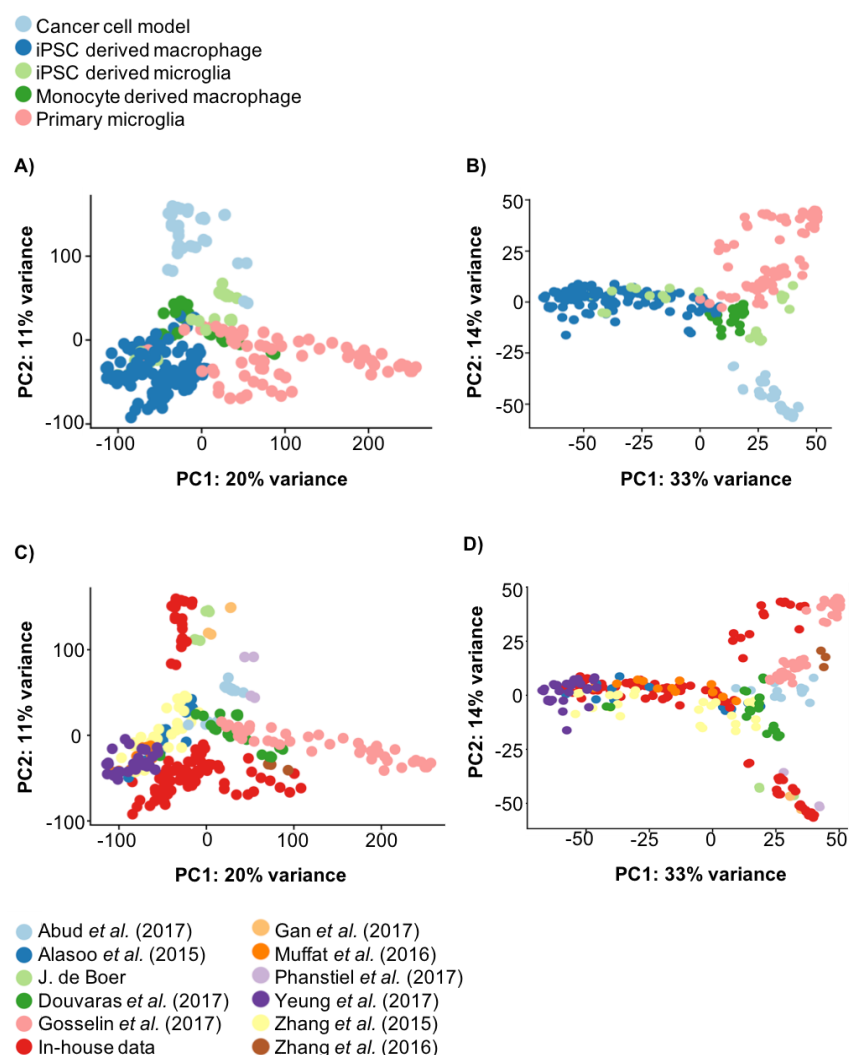 Cancer cell model
iPSC derived macrophage
iPSC derived microglia
Monocyte derived macrophage
Primary microglia
A)
PC2: 11% variance
100
0
-100
-100
0
100
200
PC1: 20% variance
B)
PC2: 14% variance
50
25
0
-25
-50
-50
-25
0
25
50
PC1: 33% variance
C)
PC2: 11% variance
100
0
-100
-100
0
100
200
PC1: 20% variance
D)
PC2: 14% variance
50
25
0
-25
-50
-50
-25
0
25
50
PC1: 33% variance
Abud et al. (2017)
Alasoo et al. (2015)
J. de Boer
Douvaras et al. (2017)
Gosselin et al. (2017)
In-house data
Gan et al. (2017)
Muffat et al. (2016)
Phanstiel et al. (2017)
Yeung et al. (2017)
Zhang et al. (2015)
Zhang et al. (2016)